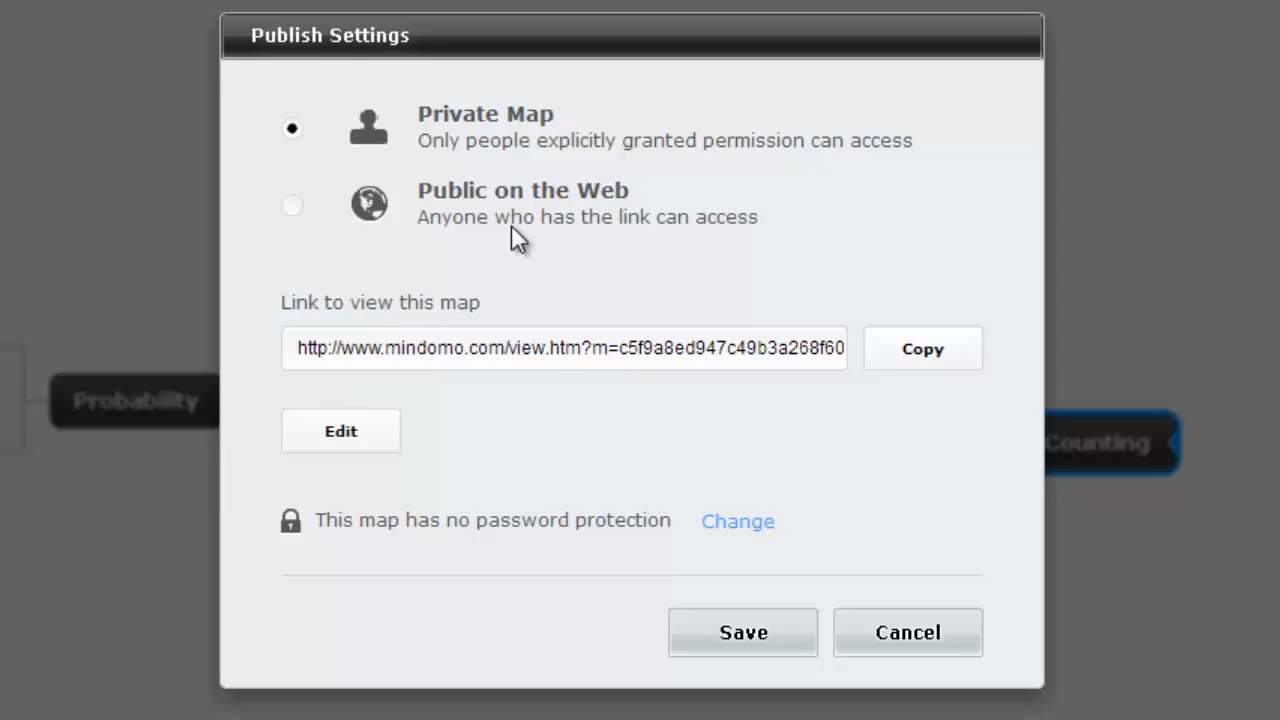 Publish Settings
Private Map
Only people explicitly granted permission can access
Public on the Web
Anyone who has the link can access
Link to view this map
http://www.mindomo.com/view.htm?m=c5f9a8ed947c49b3a268f60
Copy
Probability
Edit
Counting
This map has no password protection Change
Save Cancel